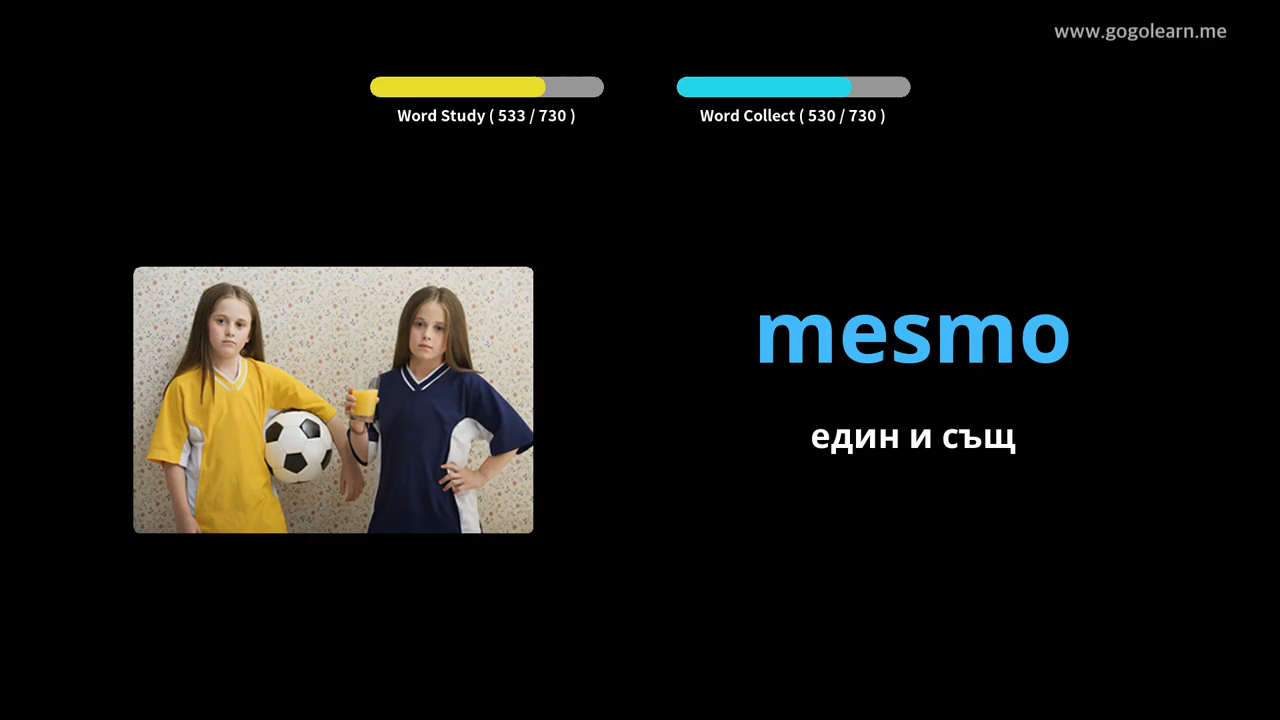 www.gogolearn.me
Word Study ( 533 / 730 )
Word Collect ( 530 / 730 )
mesmo
един и същ